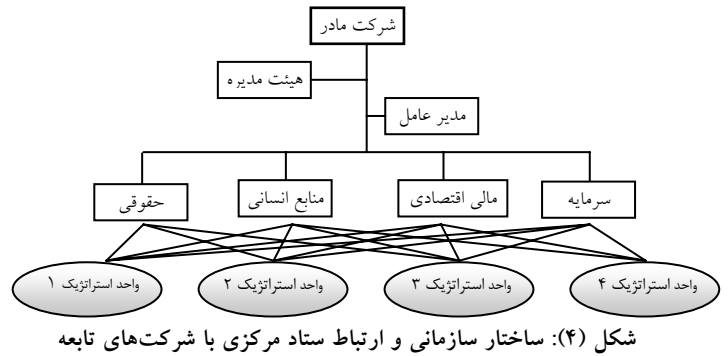 شرکت مادر
هیئت مدیره
مدیر عامل
سرمایه
مالی اقتصادی
منابع انسانی
حقوقی
واحد استراتژیک ۴
واحد استراتژیک ۳
واحد استراتژیک ۲
واحد استراتژیک ۱
شکل (۴): ساختار سازمانی و ارتباط ستاد مرکزی با شرکت‌های تابعه